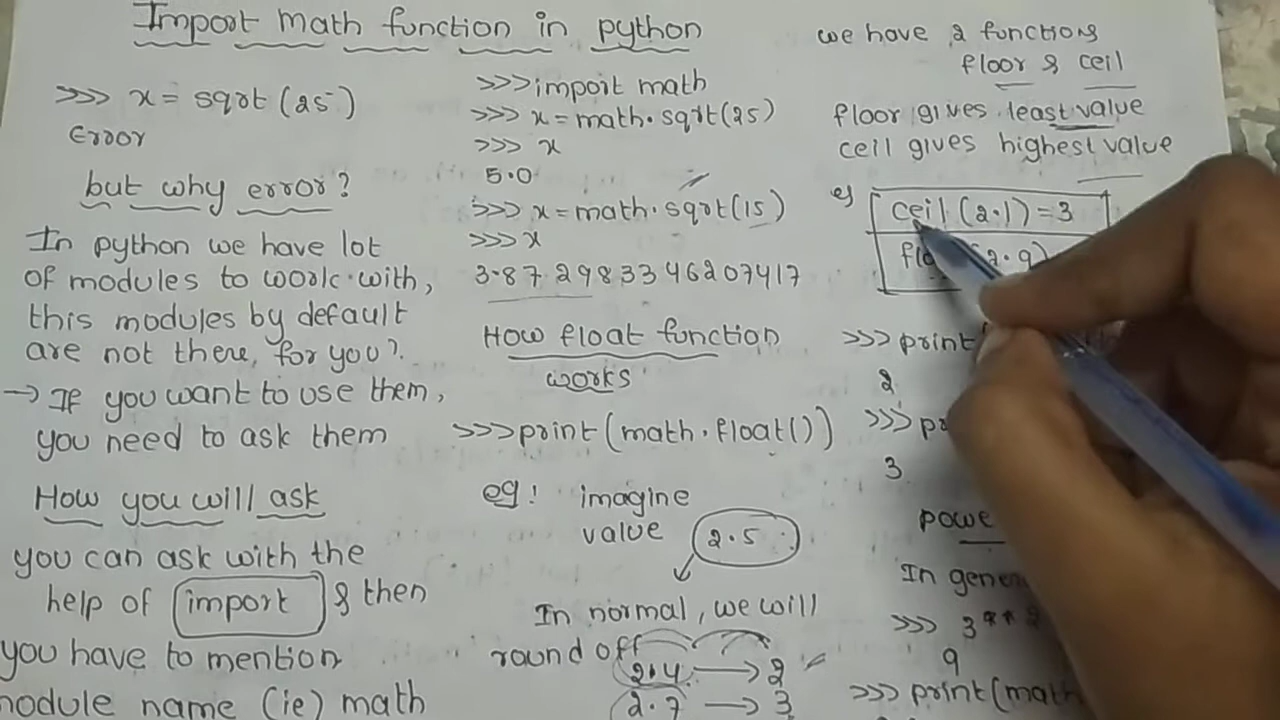 Import math function in python
>>> x = sqrt (25)
Error
but why error?
In python we have lot
of modules to work with,
this modules by default
are not there, for you?.
→ If you want to use them,
you need to ask them
How you will ask
you can ask with the
help of import & then
you have to mention
module name (ie) math
>>> import math
>>> x = math.sqrt(25)
>>> x
5.0
>>> x = math.sqrt(15)
>>> x
3.872983346207417
How float function
works
>>> print (math.float())
eg: imagine
value 2.5
In normal, we will
round off
2.4 → 2
2.7 → 3
we have 2 functions
floor & ceil
floor gives least value
ceil gives highest value
eg ceil (2.1) = 3
(2.9)
>>> print
2
>>>
3
In
>>> 3**2
9
>>> print(math